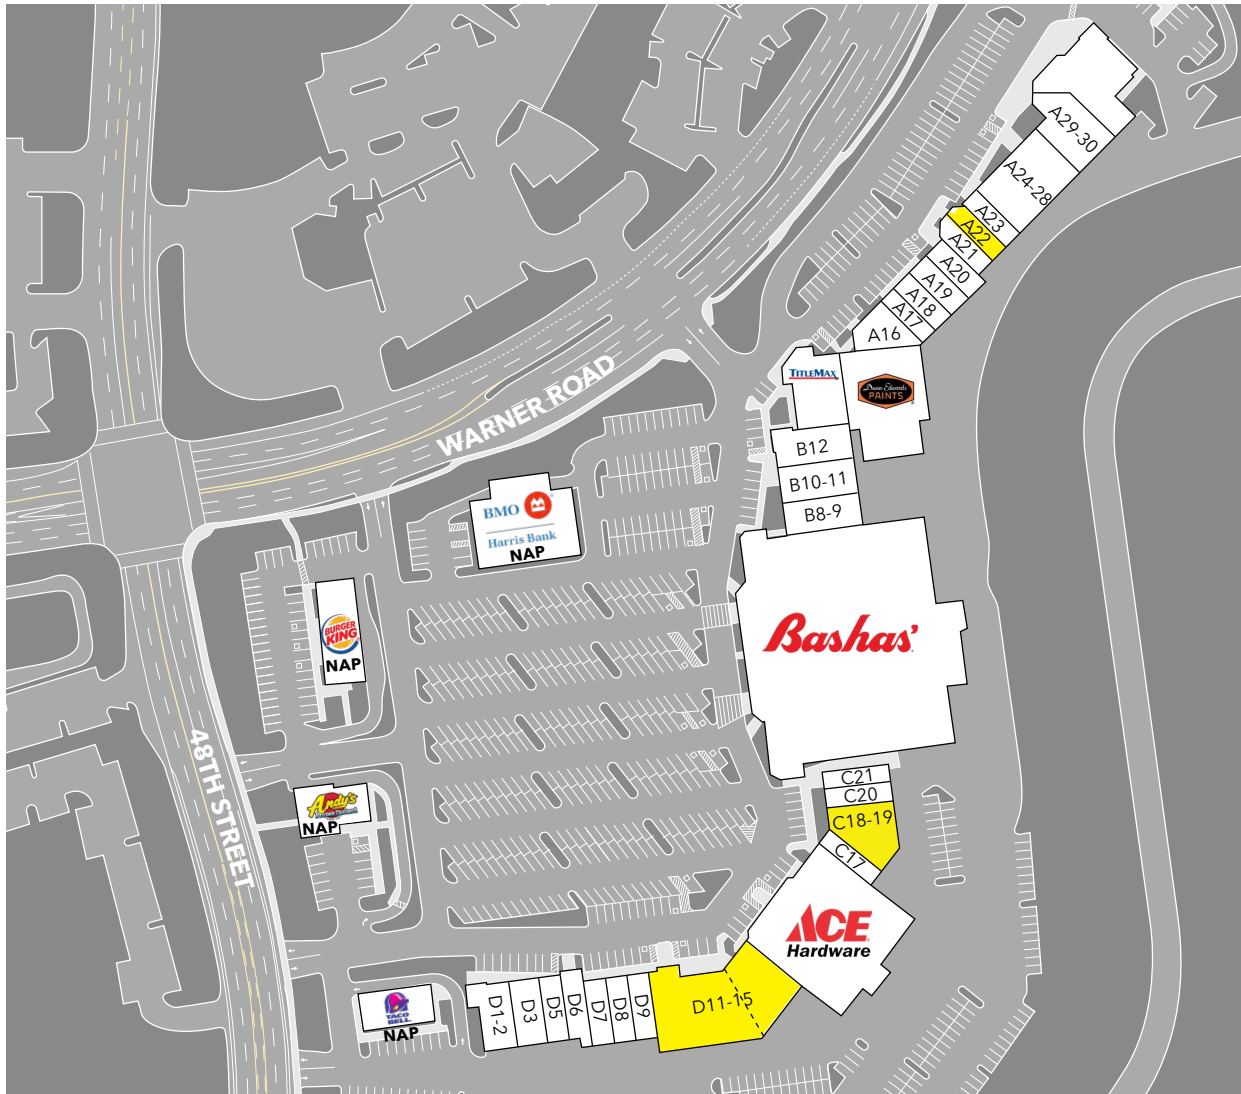 A29-30
A24-28
A23
A22
A21
A20
A19
A18
A17
A16
TITLEMAX
Dunn-Edwards
PAINTS
WARNER ROAD
B12
B10-11
B8-9
BMO
Harris Bank
NAP
BURGER
KING
NAP
Bashas'
48TH STREET
Andy's
NAP
C21
C20
C18-19
C17
ACE
Hardware
TACO
BELL
NAP
D1-2
D3
D5
D6
D7
D8
D9
D11-15